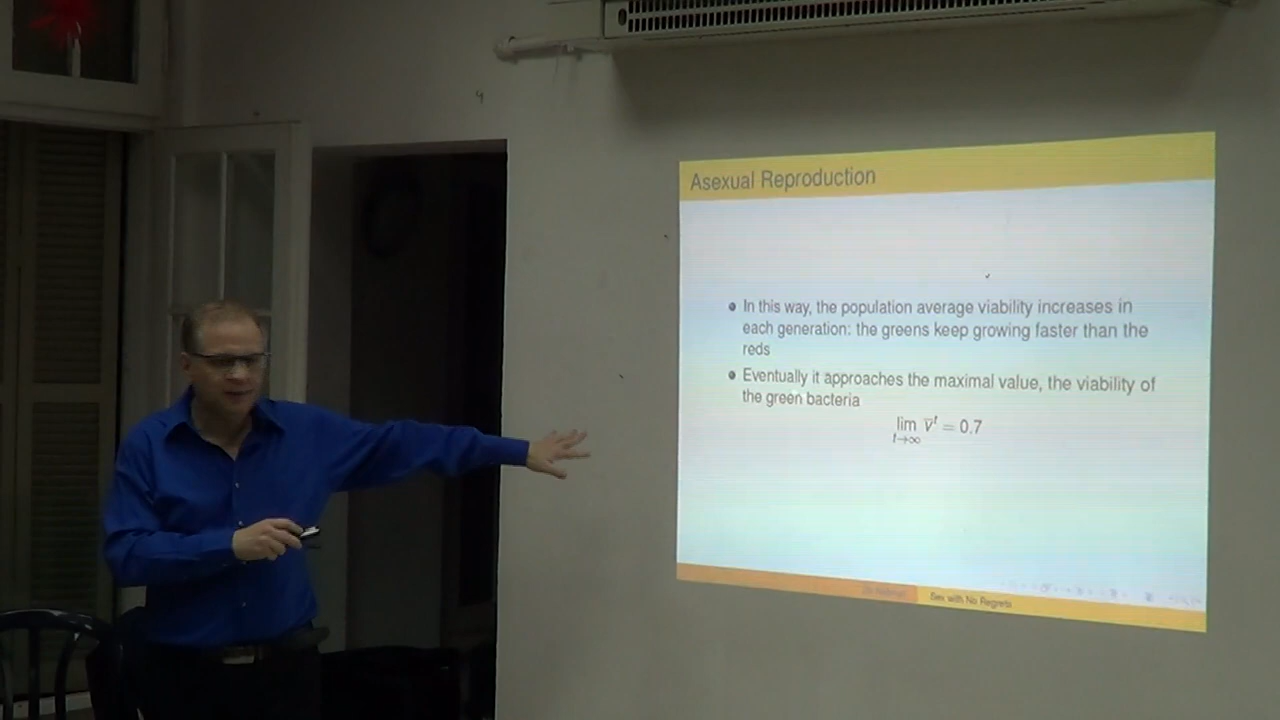 Asexual Reproduction
In this way, the population average viability increases in
each generation: the greens keep growing faster than the
reds
Eventually it approaches the maximal value, the viability of
the green bacteria
lim v̅ᵗ = 0.7
t→∞
Sex with No Regrets